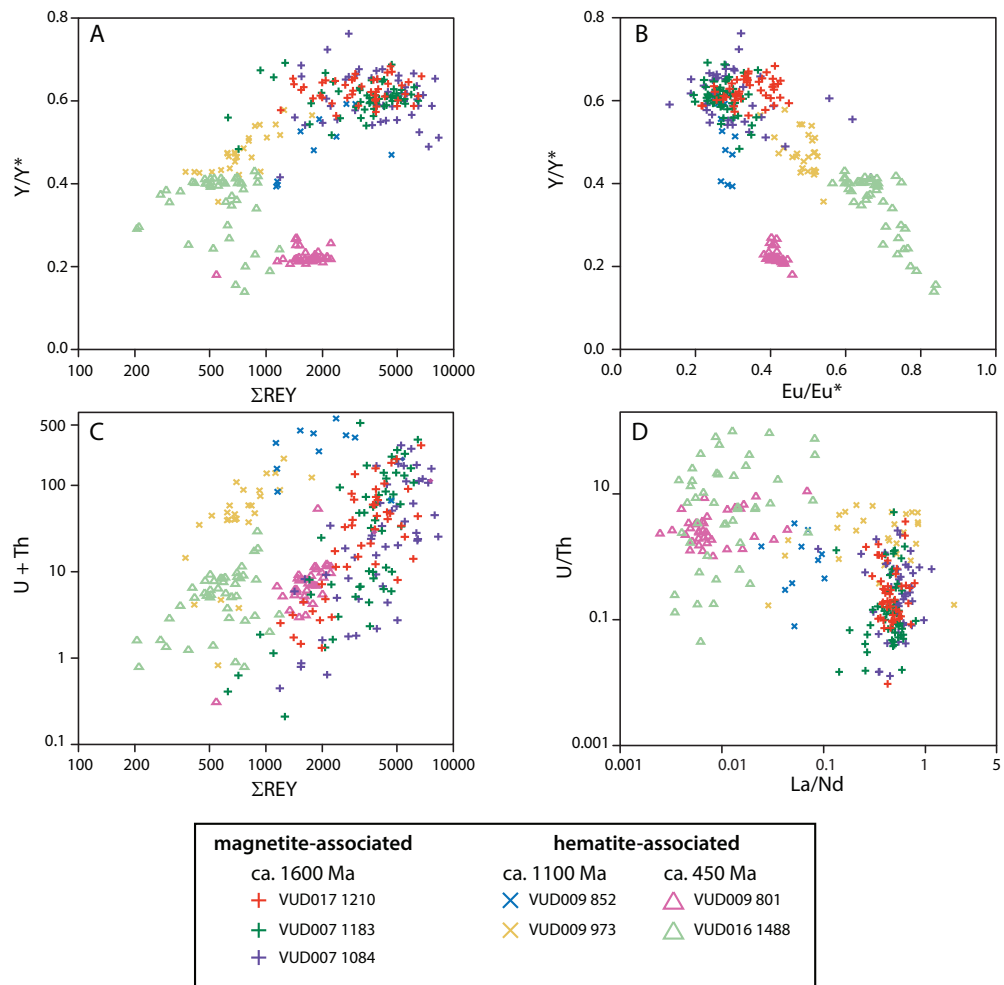 A
0.8
0.6
0.4
0.2
0.0
Y/Y*
100 200 500 1000 2000 5000 10000
ΣREY
B
0.8
0.6
0.4
0.2
0.0
Y/Y*
0.0 0.2 0.4 0.6 0.8 1.0
Eu/Eu*
C
500
100
10
1
0.1
U + Th
100 200 500 1000 2000 5000 10000
ΣREY
D
10
0.1
0.001
U/Th
0.001 0.01 0.1 1 5
La/Nd
magnetite-associated
ca. 1600 Ma
VUD017 1210
VUD007 1183
VUD007 1084
hematite-associated
ca. 1100 Ma
VUD009 852
VUD009 973
ca. 450 Ma
VUD009 801
VUD016 1488